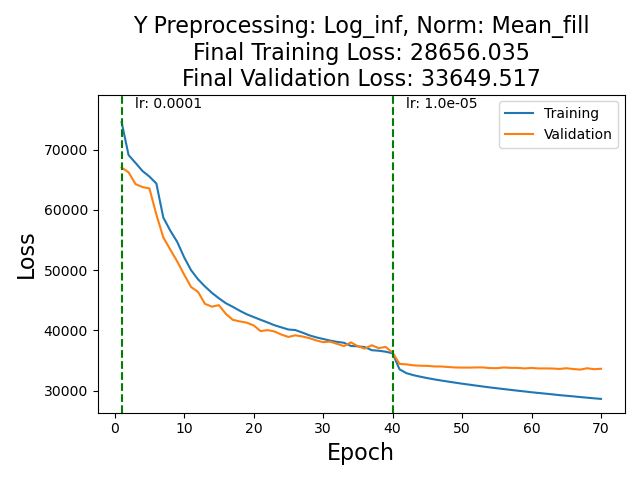 Y Preprocessing: Log_inf, Norm: Mean_fill
Final Training Loss: 28656.035
Final Validation Loss: 33649.517
lr: 0.0001
lr: 1.0e-05
Training
Validation
70000
60000
50000
40000
30000
Loss
0 10 20 30 40 50 60 70
Epoch